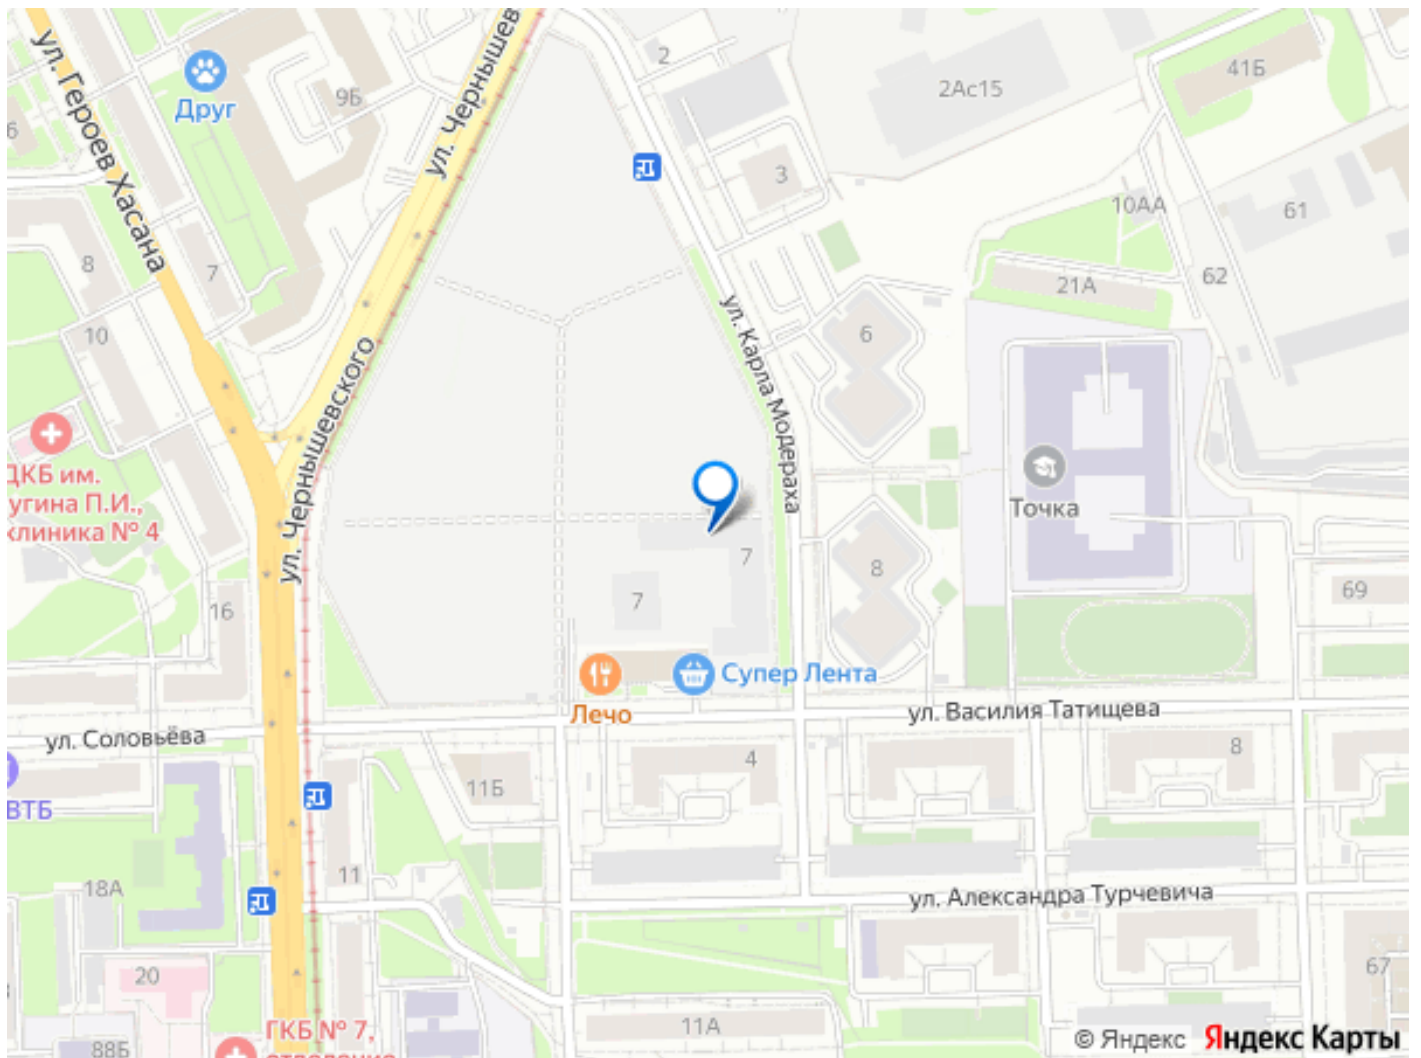 ул. Героев Хасана
ул. Чернышев
2
2Ас15
41Б
Друг
9Б
6
3
10АА
61
8
7
62
21А
10
ул. Карла Модераха
6
ул. Чернышевского
ДКБ им.
угина П.И.,
клиника № 4
Точка
7
8
7
16
69
Супер Лента
Лечо
ул. Василия Татищева
ул. Соловьёва
4
8
11Б
ВТБ
11
18А
ул. Александра Турчевича
20
67
ГКБ № 7,
отделение
11А
88Б
© Яндекс Яндекс Карты